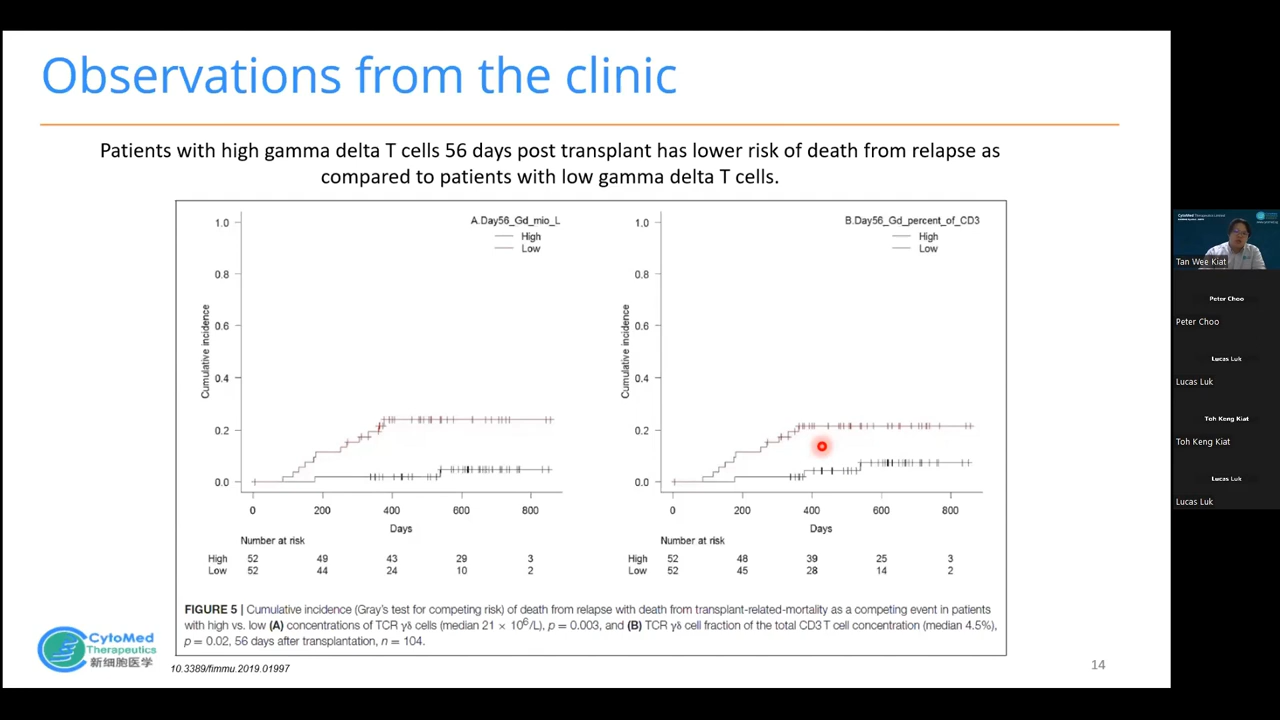 Observations from the clinic
Patients with high gamma delta T cells 56 days post transplant has lower risk of death from relapse as
compared to patients with low gamma delta T cells.
A.Day56_Gd_mio_L
High
Low
1.0
0.8
0.6
0.4
0.2
0.0
Cumulative incidence
0 200 400 600 800
Days
Number at risk
High 52 49 43 29 3
Low 52 44 24 10 2
B.Day56_Gd_percent_of_CD3
High
Low
1.0
0.8
0.6
0.4
0.2
0.0
Cumulative incidence
0 200 400 600 800
Days
Number at risk
High 52 48 39 25 3
Low 52 45 28 14 2
FIGURE 5 | Cumulative incidence (Gray's test for competing risk) of death from relapse with death from transplant-related-mortality as a competing event in patients
with high vs. low (A) concentrations of TCR γδ cells (median 21 × 10⁶/L), p = 0.003, and (B) TCR γδ cell fraction of the total CD3 T cell concentration (median 4.5%),
p = 0.02, 56 days after transplantation, n = 104.
CytoMed
Therapeutics
新细胞医学
10.3389/fimmu.2019.01997
14
CytoMed Therapeutics Limited
Tan Wee Kiat
Peter Choo
Peter Choo
Lucas Luk
Lucas Luk
Toh Keng Kiat
Toh Keng Kiat
Lucas Luk
Lucas Luk